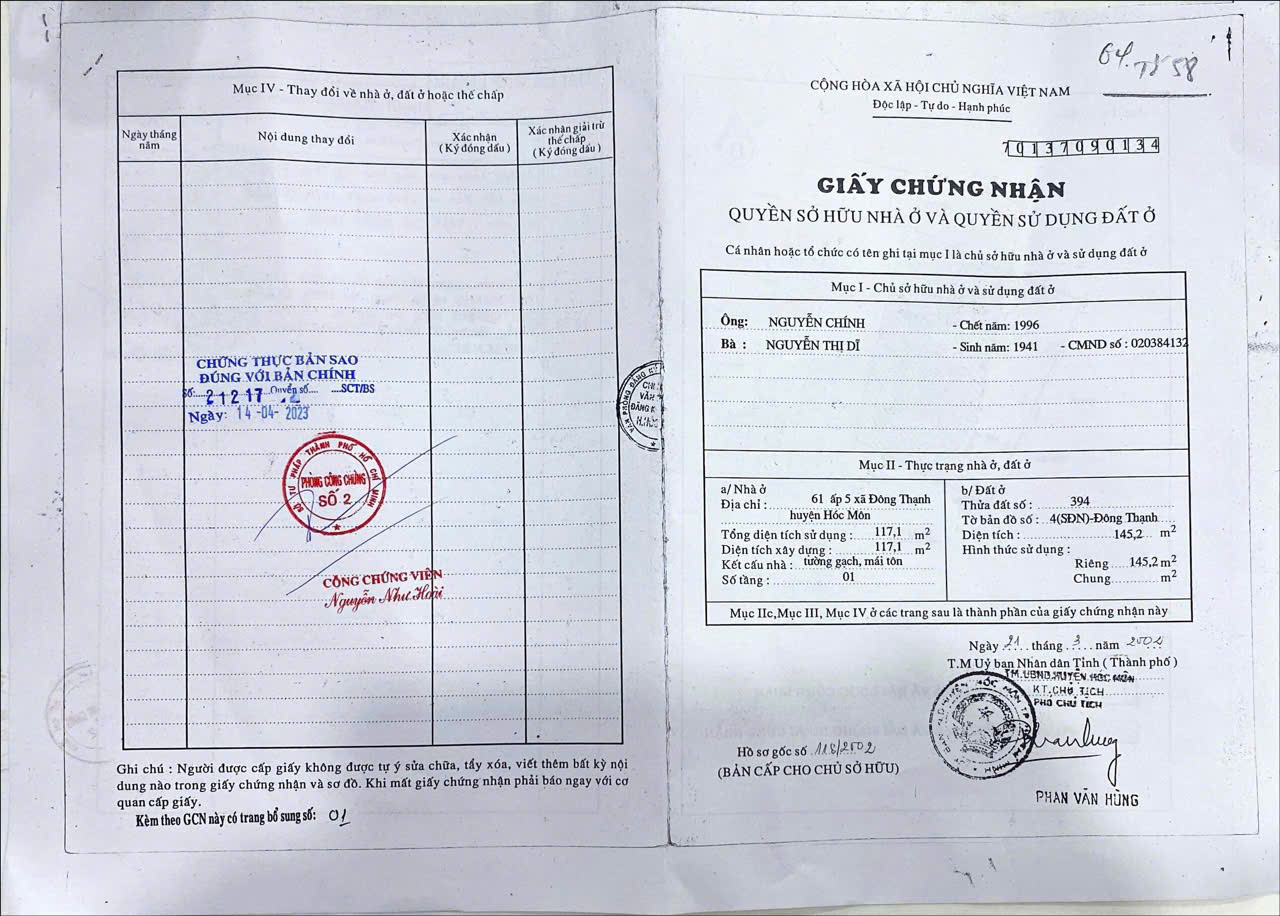 Mục IV - Thay đổi về nhà ở, đất ở hoặc thế chấp
Ngày tháng năm
Nội dung thay đổi
Xác nhận
( Ký đóng dấu )
Xác nhận giải trừ
thế chấp
( Ký đóng dấu )
CHỨNG THỰC BẢN SAO
ĐÚNG VỚI BẢN CHÍNH
Số: 21217 Quyển số.... ....SCT/BS
Ngày: 14 -04- 2023
SỞ TƯ PHÁP THÀNH PHỐ HỒ CHÍ MINH
PHÒNG CÔNG CHỨNG
SỐ 2
CÔNG CHỨNG VIÊN
Nguyễn Như Hoài
Ghi chú : Người được cấp giấy không được tự ý sửa chữa, tẩy xóa, viết thêm bất kỳ nội
dung nào trong giấy chứng nhận và sơ đồ. Khi mất giấy chứng nhận phải báo ngay với cơ
quan cấp giấy.
Kèm theo GCN này có trang bổ sung số: 01
64. Tỷ 58
CỘNG HÒA XÃ HỘI CHỦ NGHĨA VIỆT NAM
Độc lập - Tự do - Hạnh phúc
70137090134
GIẤY CHỨNG NHẬN
QUYỀN SỞ HỮU NHÀ Ở VÀ QUYỀN SỬ DỤNG ĐẤT Ở
Cá nhân hoặc tổ chức có tên ghi tại mục I là chủ sở hữu nhà ở và sử dụng đất ở
Mục I - Chủ sở hữu nhà ở và sử dụng đất ở
Ông: NGUYỄN CHÍNH - Chết năm: 1996
Bà : NGUYỄN THỊ DĨ - Sinh năm: 1941 - CMND số : 020384132
Mục II - Thực trạng nhà ở, đất ở
a/ Nhà ở
Địa chỉ : 61 ấp 5 xã Đông Thạnh
huyện Hóc Môn
Tổng diện tích sử dụng : 117,1 m2
Diện tích xây dựng : 117,1 m2
Kết cấu nhà : tường gạch, mái tôn
Số tầng : 01
b/ Đất ở
Thửa đất số : 394
Tờ bản đồ số : 4(SĐN)-Đông Thạnh
Diện tích : 145,2 m2
Hình thức sử dụng :
Riêng 145,2 m2
Chung m2
Mục IIc,Mục III, Mục IV ở các trang sau là thành phần của giấy chứng nhận này
Ngày 21 tháng 3 năm 2002
T.M Uỷ ban Nhân dân Tỉnh ( Thành phố )
TM.UBND.HUYỆN HÓC MÔN
KT.CHỦ TỊCH
PHÓ CHỦ TỊCH
Hồ sơ gốc số 118/2002
(BẢN CẤP CHO CHỦ SỞ HỮU)
PHAN VĂN HÙNG